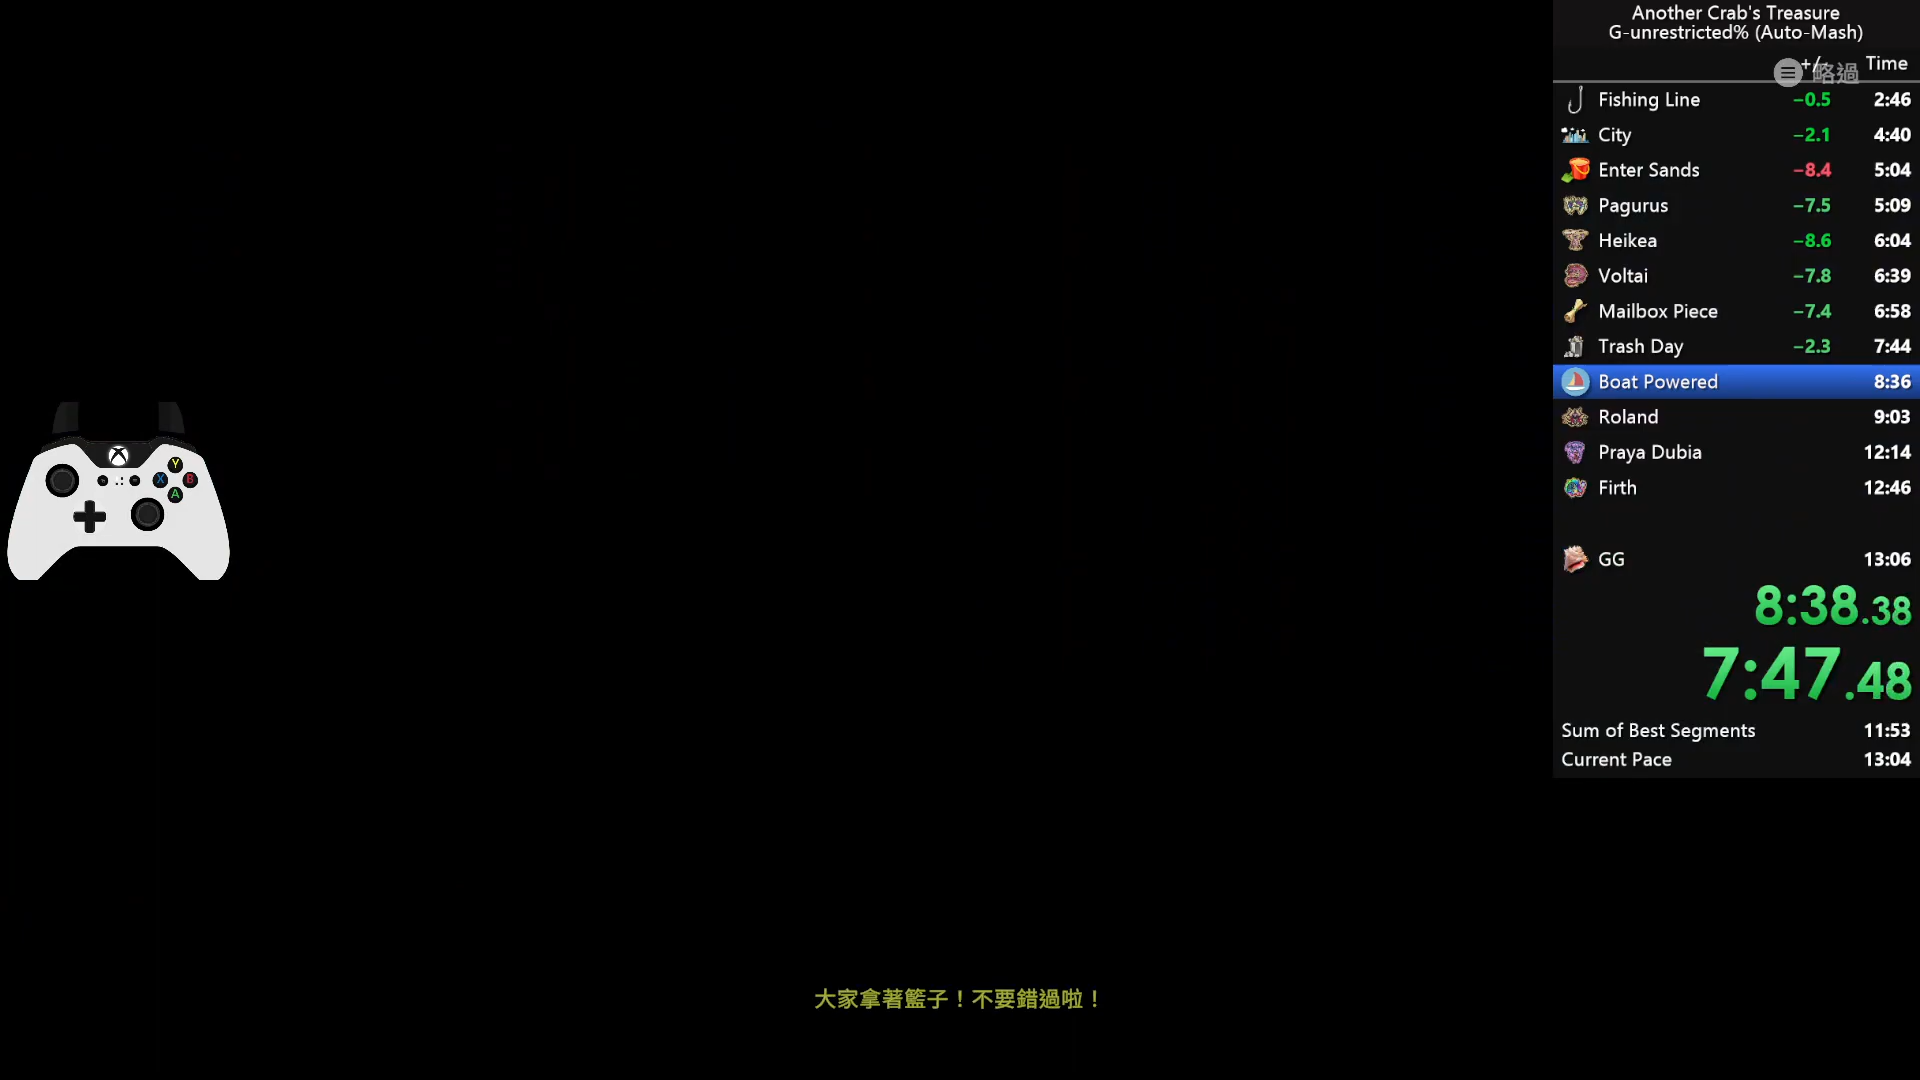 Another Crab's Treasure
G-unrestricted% (Auto-Mash)
+/- Time
略過
Fishing Line −0.5 2:46
City −2.1 4:40
Enter Sands −8.4 5:04
Pagurus −7.5 5:09
Heikea −8.6 6:04
Voltai −7.8 6:39
Mailbox Piece −7.4 6:58
Trash Day −2.3 7:44
Boat Powered 8:36
Roland 9:03
Praya Dubia 12:14
Firth 12:46
Y
X B
A
GG 13:06
8:38.38
7:47.48
Sum of Best Segments 11:53
Current Pace 13:04
大家拿著籃子！不要錯過啦！